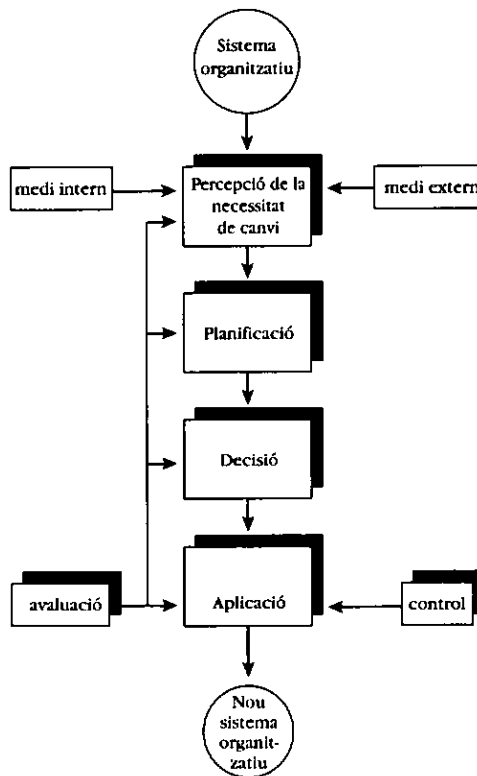 Sistema
organitzatiu
medi intern
Percepció de la
necessitat
de canvi
medi extern
Planificació
Decisió
avaluació
Aplicació
control
Nou
sistema
organit-
zatiu